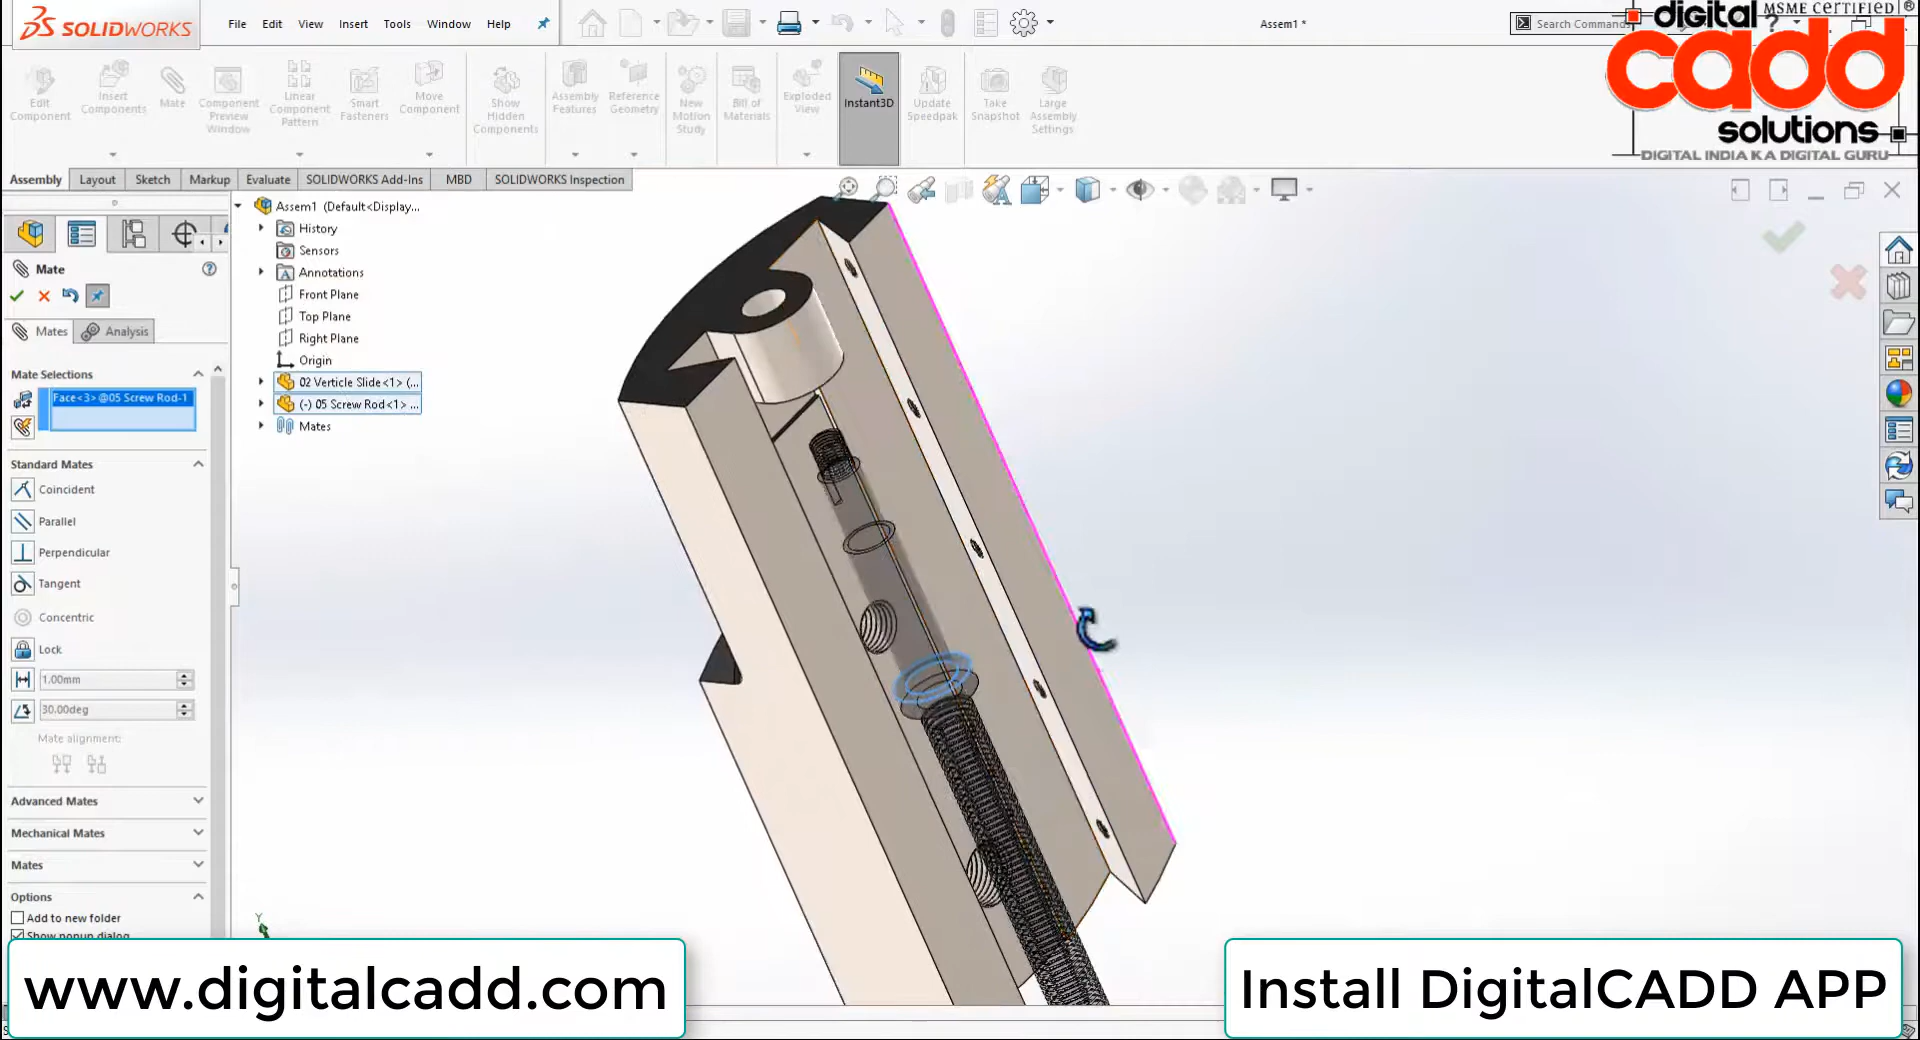 SOLIDWORKS
File Edit View Insert Tools Window Help
Assem1 *
Search Command
digital
MSME CERTIFIED
cadd
solutions
DIGITAL INDIA KA DIGITAL GURU
Edit Component
Insert Components
Mate
Component Preview Window
Linear Component Pattern
Smart Fasteners
Move Component
Show Hidden Components
Assembly Features
Reference Geometry
New Motion Study
Bill of Materials
Exploded View
Instant3D
Update Speedpak
Take Snapshot
Large Assembly Settings
Assembly Layout Sketch Markup Evaluate SOLIDWORKS Add-Ins MBD SOLIDWORKS Inspection
Mate
Mates Analysis
Mate Selections
Face<3> @05 Screw Rod-1
Standard Mates
Coincident
Parallel
Perpendicular
Tangent
Concentric
Lock
1.00mm
30.00deg
Mate alignment:
Advanced Mates
Mechanical Mates
Mates
Options
Add to new folder
Show popup dialog
Assem1 (Default<Display...
History
Sensors
Annotations
Front Plane
Top Plane
Right Plane
Origin
02 Verticle Slide<1> (...
(-) 05 Screw Rod<1> ...
Mates
Y
www.digitalcadd.com
Install DigitalCADD APP